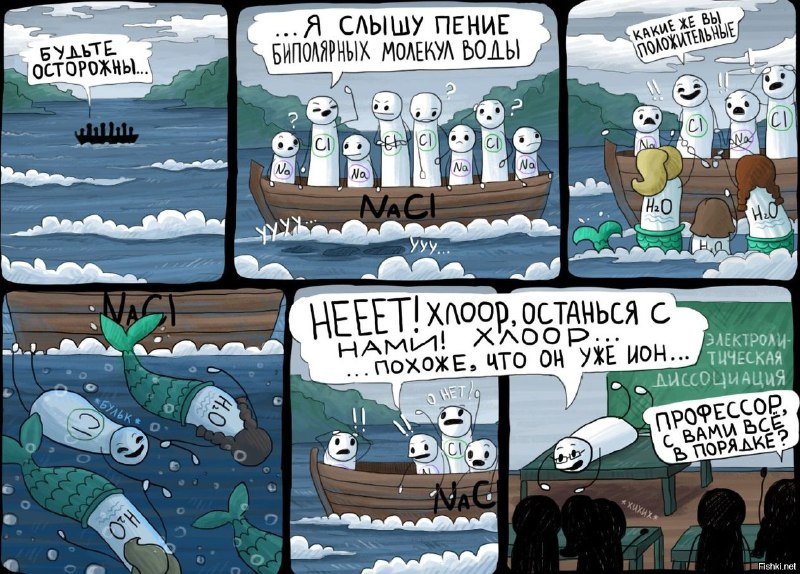 БУДЬТЕ
ОСТОРОЖНЫ...
...Я СЛЫШУ ПЕНИЕ
БИПОЛЯРНЫХ МОЛЕКУЛ ВОДЫ
?
?
?
Na
Cl
Na
Cl
Cl
Na
Cl
Na
NaCl
УУУУ...
УУУ...
КАКИЕ ЖЕ ВЫ
ПОЛОЖИТЕЛЬНЫЕ
!!
!!
Na
Cl
Na
Cl
H₂O
H₂O
H₂O
NaCl
Cl
*БУЛЬК*
H₂O
H₂O
НЕЕЕТ! ХЛООР, ОСТАНЬСЯ С
НАМИ! ХЛООР...
...ПОХОЖЕ, ЧТО ОН УЖЕ ИОН...
!!
О НЕТ!
Cl
NaCl
ЭЛЕКТРОЛИ-
ТИЧЕСКАЯ
ДИССОЦИАЦИЯ
ПРОФЕССОР,
С ВАМИ ВСЁ
В ПОРЯДКЕ?
*ХИХИХ*
Fishki.net